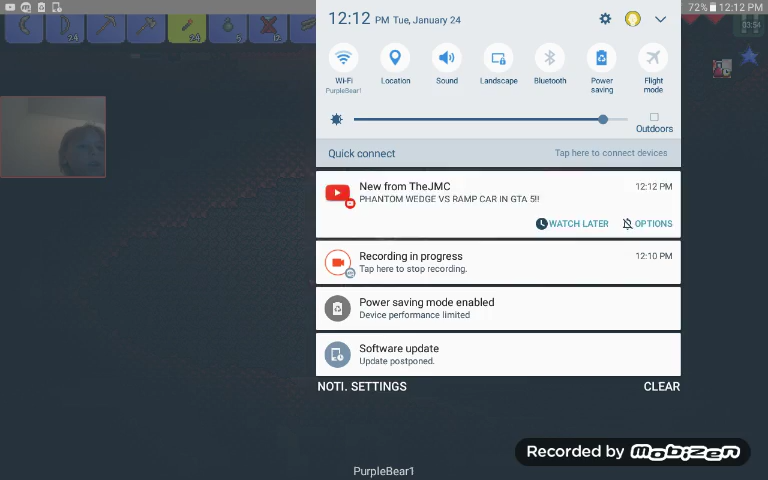 72% 12:12 PM
12:12 PM Tue, January 24
03:54
24
24
5
12
Wi-Fi
PurpleBear1
Location
Sound
Landscape
Bluetooth
Power
saving
Flight
mode
Outdoors
Quick connect
Tap here to connect devices
New from TheJMC
12:12 PM
PHANTOM WEDGE VS RAMP CAR IN GTA 5!!
WATCH LATER
OPTIONS
Recording in progress
12:10 PM
Tap here to stop recording.
Power saving mode enabled
Device performance limited
Software update
Update postponed.
NOTI. SETTINGS
CLEAR
Recorded by MOBIZEN
PurpleBear1